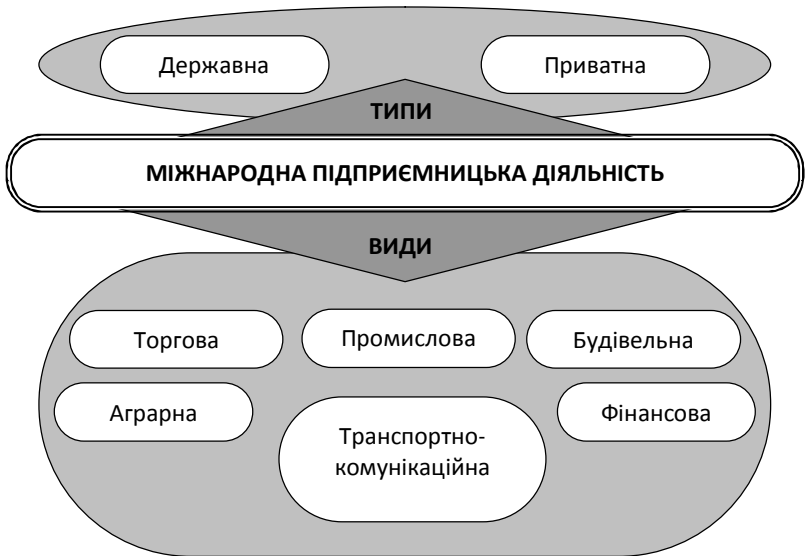 Державна
Приватна
ТИПИ
МІЖНАРОДНА ПІДПРИЄМНИЦЬКА ДІЯЛЬНІСТЬ
ВИДИ
Торгова
Промислова
Будівельна
Аграрна
Фінансова
Транспортно-
комунікаційна